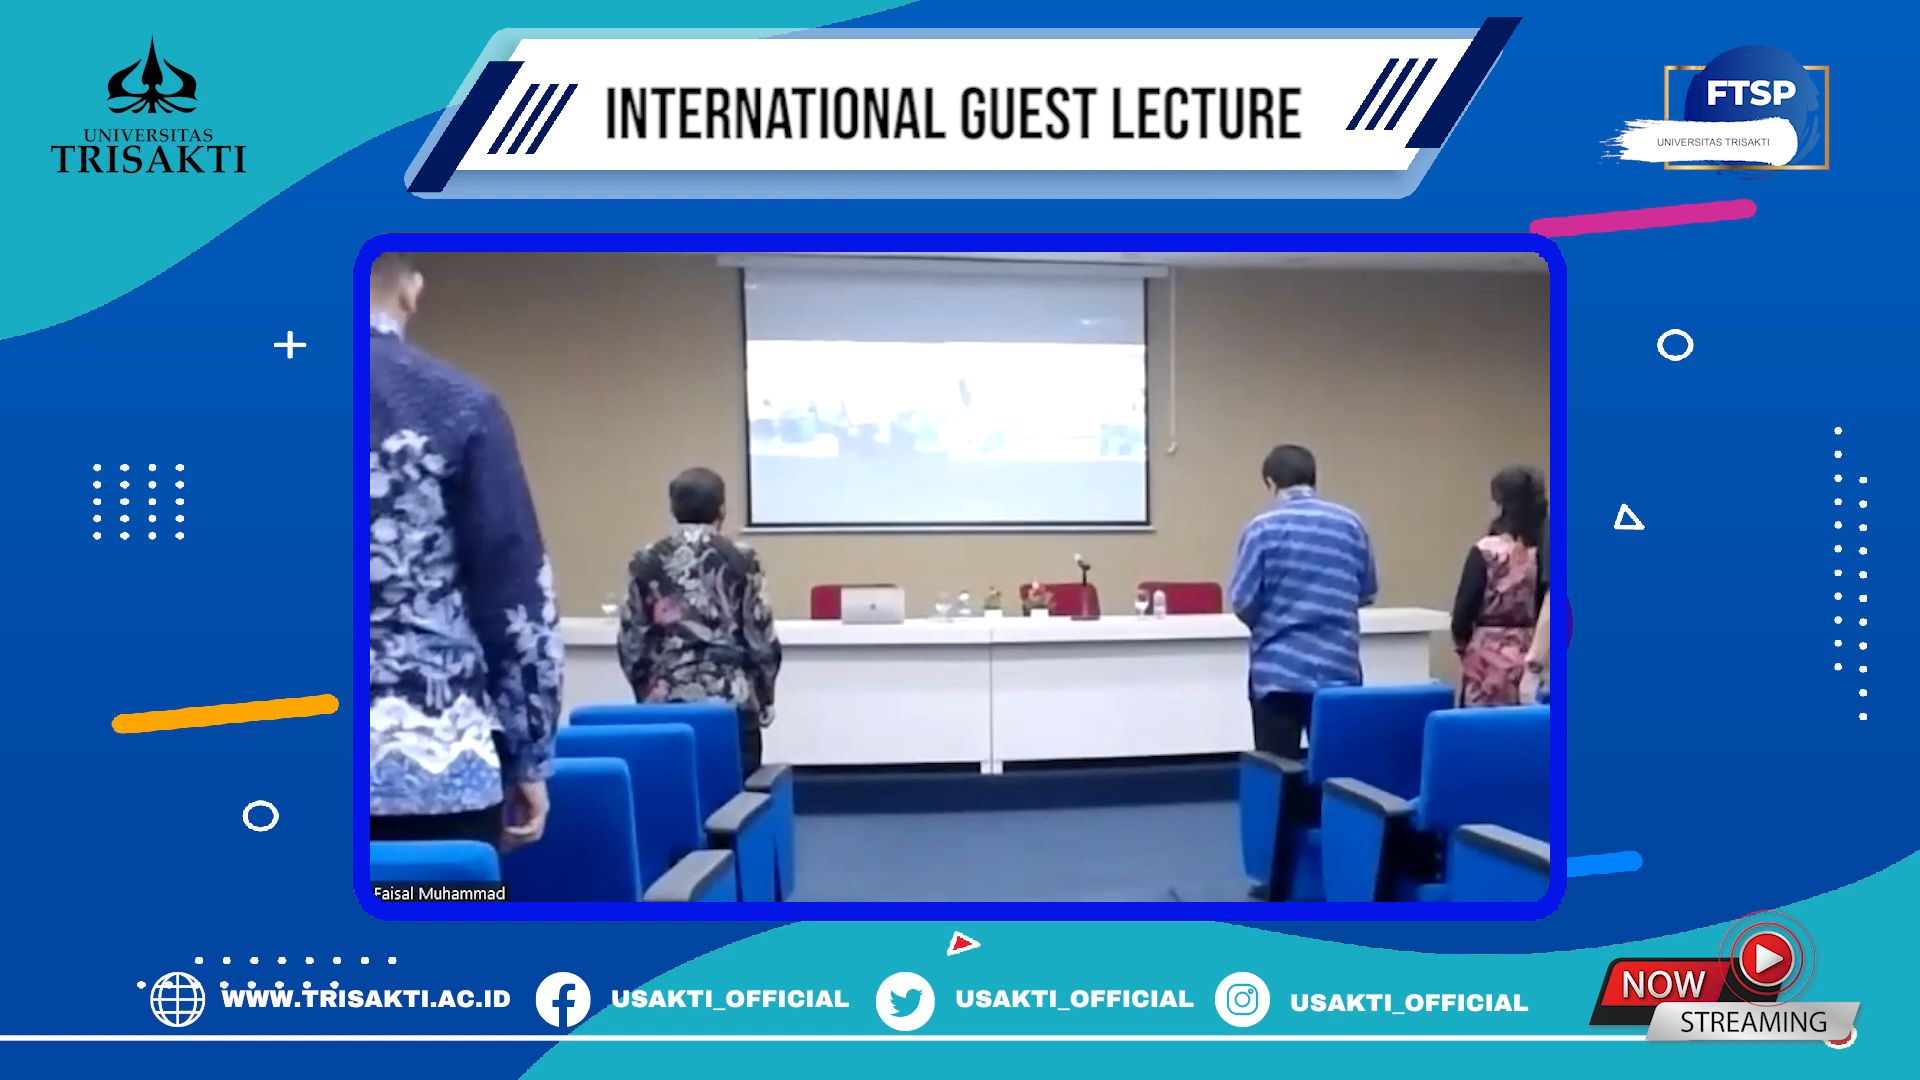 UNIVERSITAS
TRISAKTI
INTERNATIONAL GUEST LECTURE
FTSP
UNIVERSITAS TRISAKTI
Faisal Muhammad
WWW.TRISAKTI.AC.ID
USAKTI_OFFICIAL
USAKTI_OFFICIAL
USAKTI_OFFICIAL
NOW
STREAMING